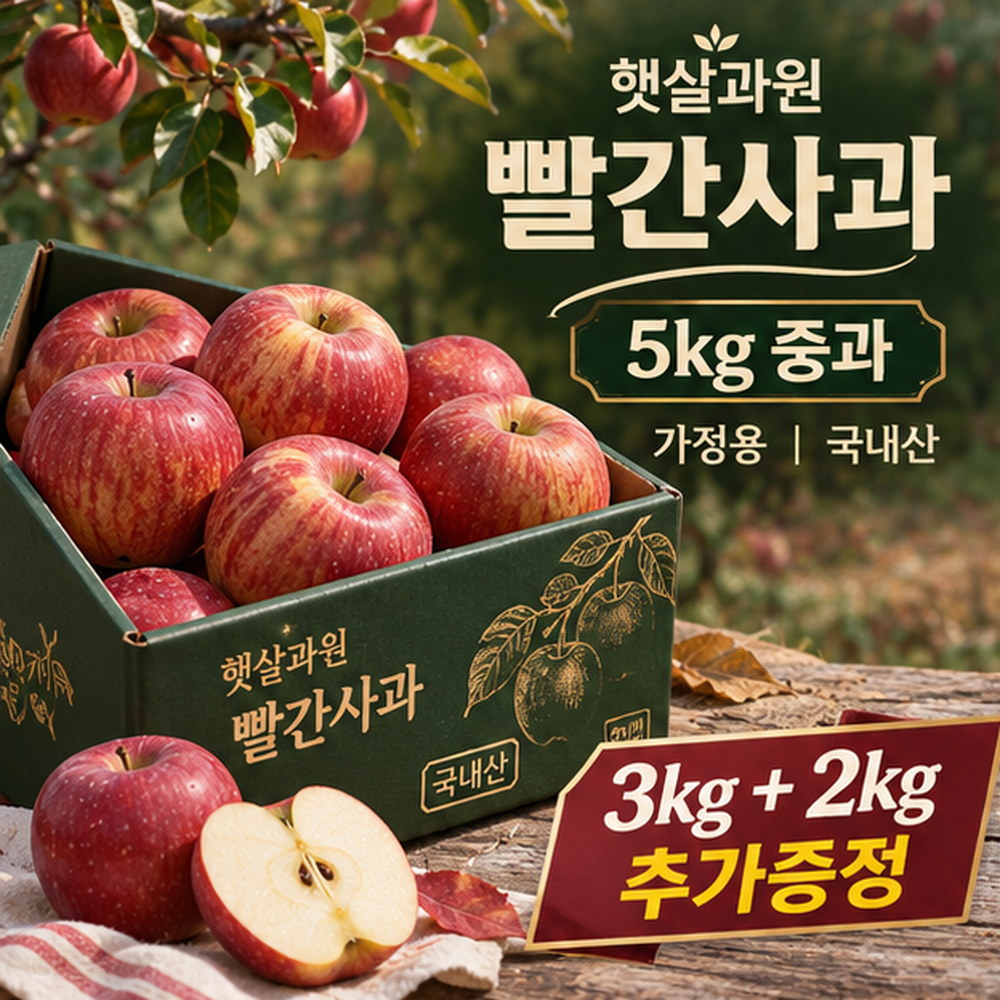 햇살과원
빨간사과
5kg 중과
가정용 | 국내산
햇살과원
빨간사과
국내산
3kg + 2kg
추가증정